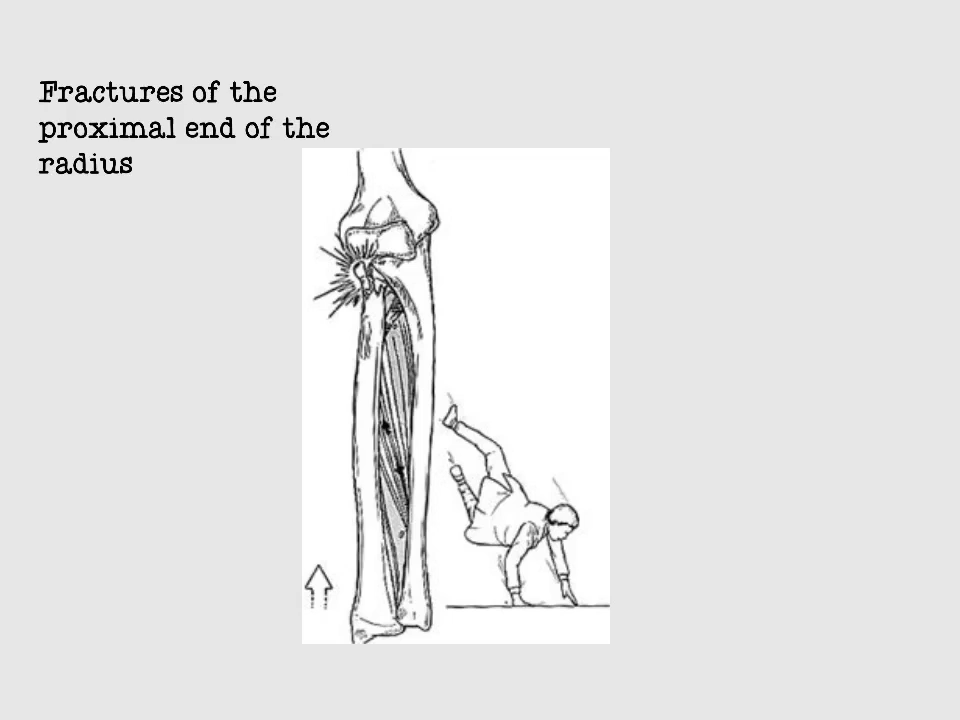 Fractures of the
proximal end of the
radius